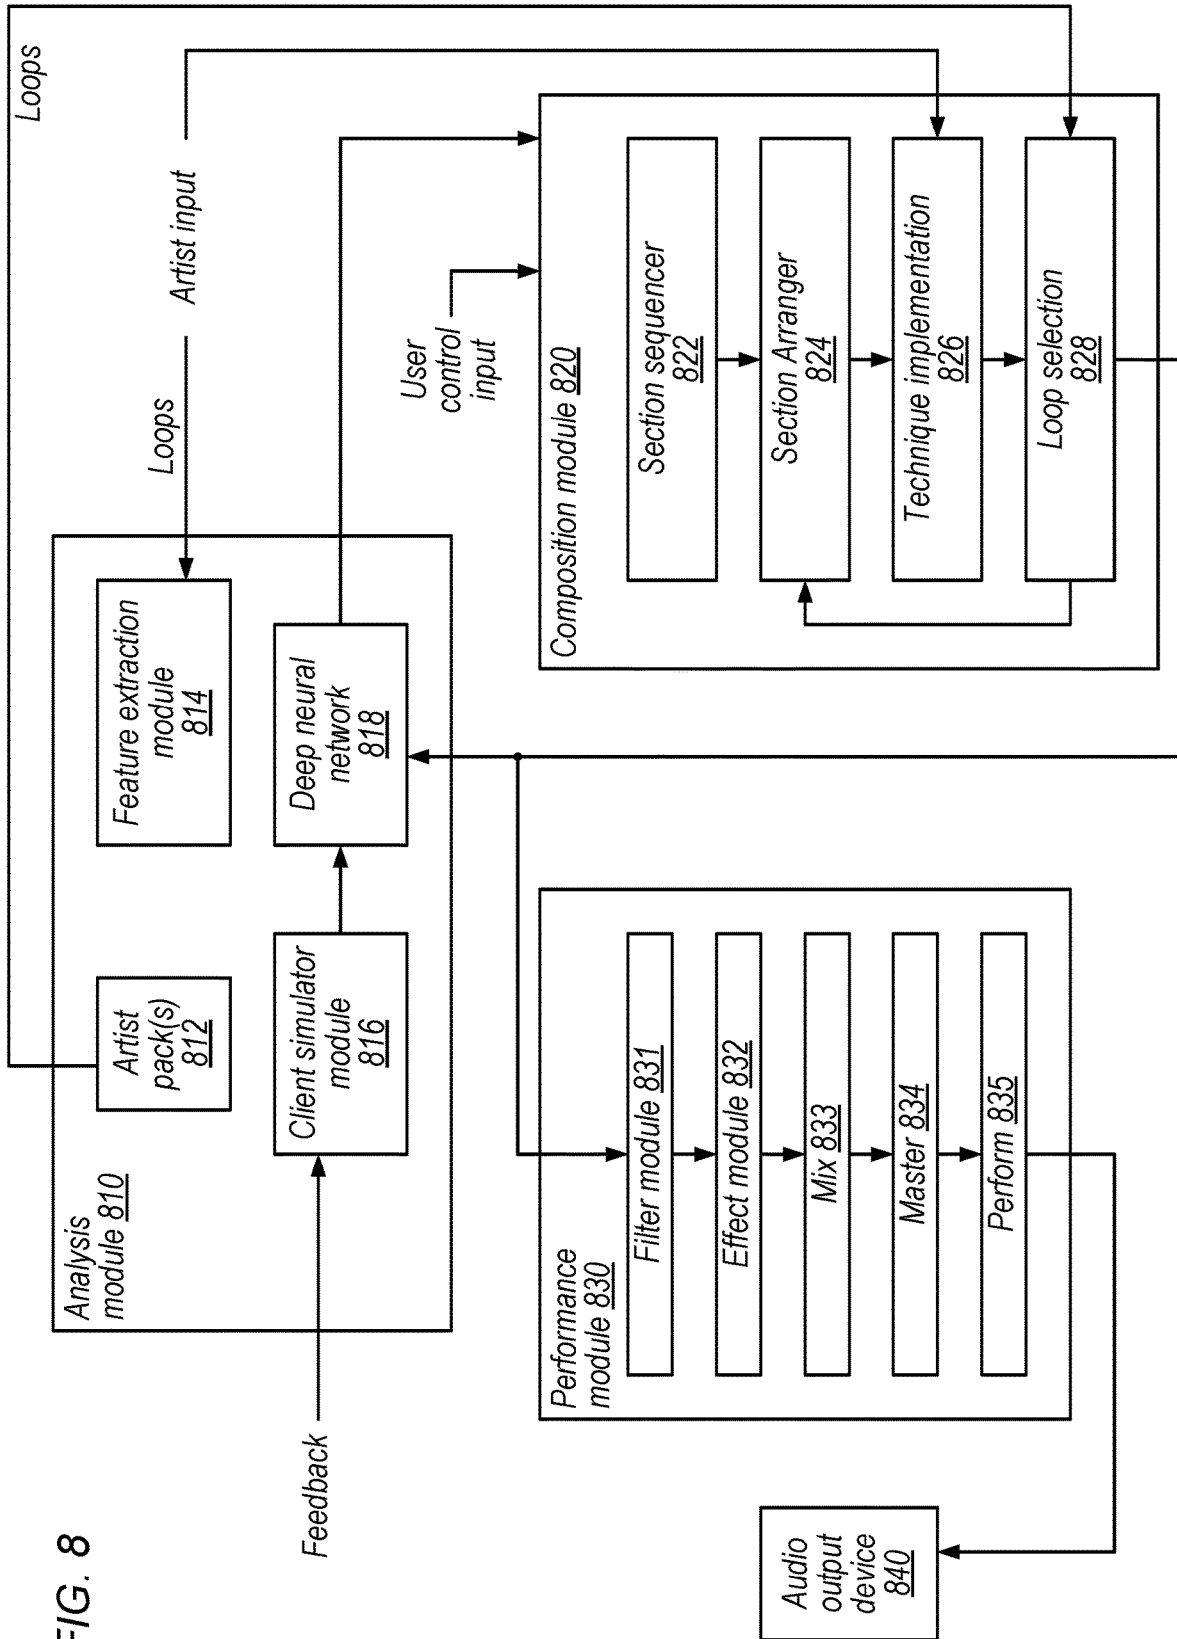 FIG. 8
Loops
Analysis
module 810
Artist
pack(s)
812
Feature extraction
module
814
Loops
Artist input
Feedback
Client simulator
module
816
Deep neural
network
818
User
control
input
Performance
module 830
Filter module 831
Effect module 832
Mix 833
Master 834
Perform 835
Composition module 820
Section sequencer
822
Section Arranger
824
Technique implementation
826
Loop selection
828
Audio
output
device
840